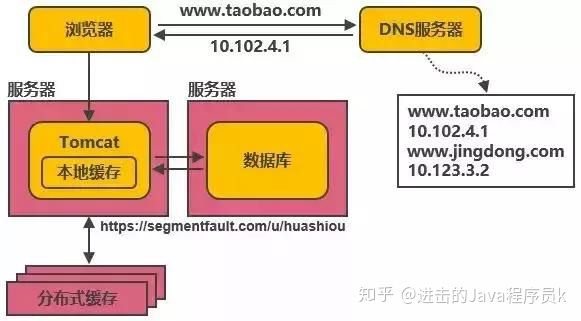 浏览器
www.taobao.com
10.102.4.1
DNS服务器
服务器
服务器
Tomcat
本地缓存
数据库
www.taobao.com
10.102.4.1
www.jingdong.com
10.123.3.2
https://segmentfault.com/u/huashiou
分布式缓存
知乎 @进击的Java程序员k